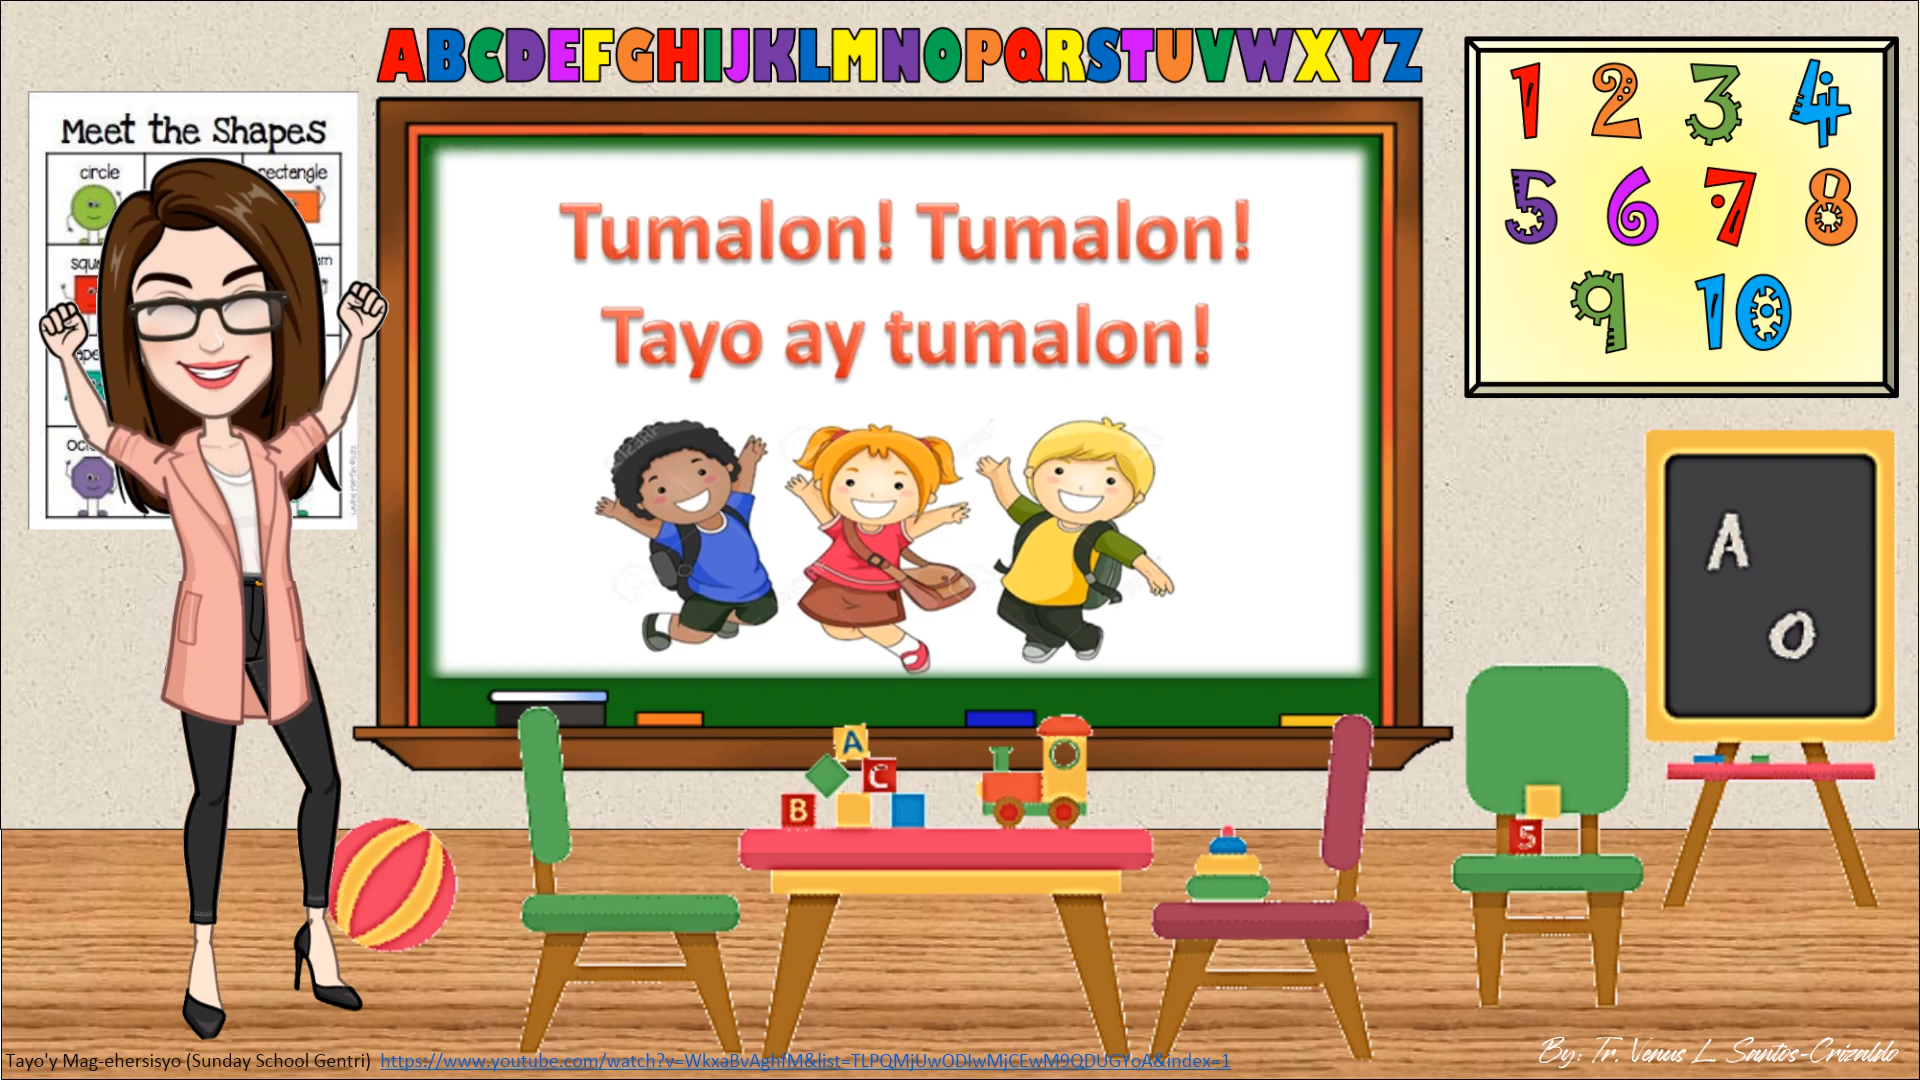 ABCDEFGHIJKLMNOPQRSTUVWXYZ
Meet the Shapes
circle
rectangle
1 2 3 4
5 6 7 8
9 10
Tumalon! Tumalon!
Tayo ay tumalon!
A
O
A
C
B
5
Tayo'y Mag-ehersisyo (Sunday School Gentri) https://www.youtube.com/watch?v=WkxaBvAghfM&list=TLPQMjUwODIwMjCEwM9QDUGYoA&index=1
By: Tr. Venus L. Santos-Crizaldo